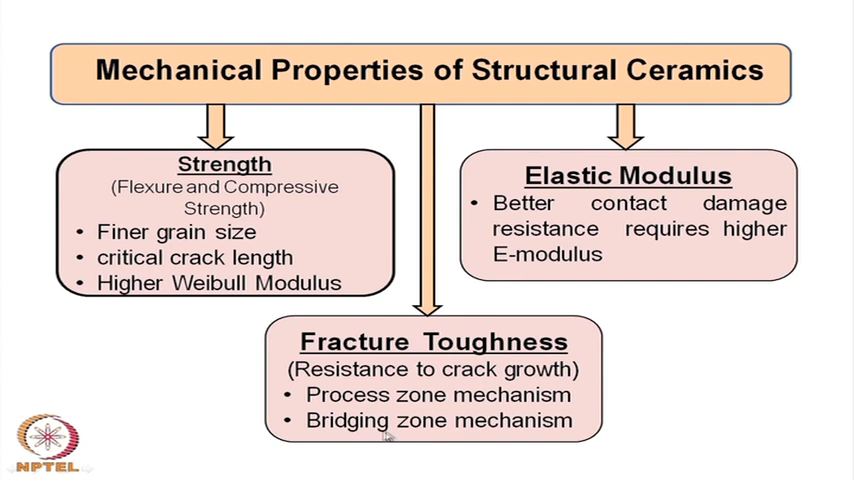 Mechanical Properties of Structural Ceramics
Strength
(Flexure and Compressive
Strength)
• Finer grain size
• critical crack length
• Higher Weibull Modulus
Elastic Modulus
• Better contact damage
resistance requires higher
E-modulus
Fracture Toughness
(Resistance to crack growth)
• Process zone mechanism
• Bridging zone mechanism
NPTEL